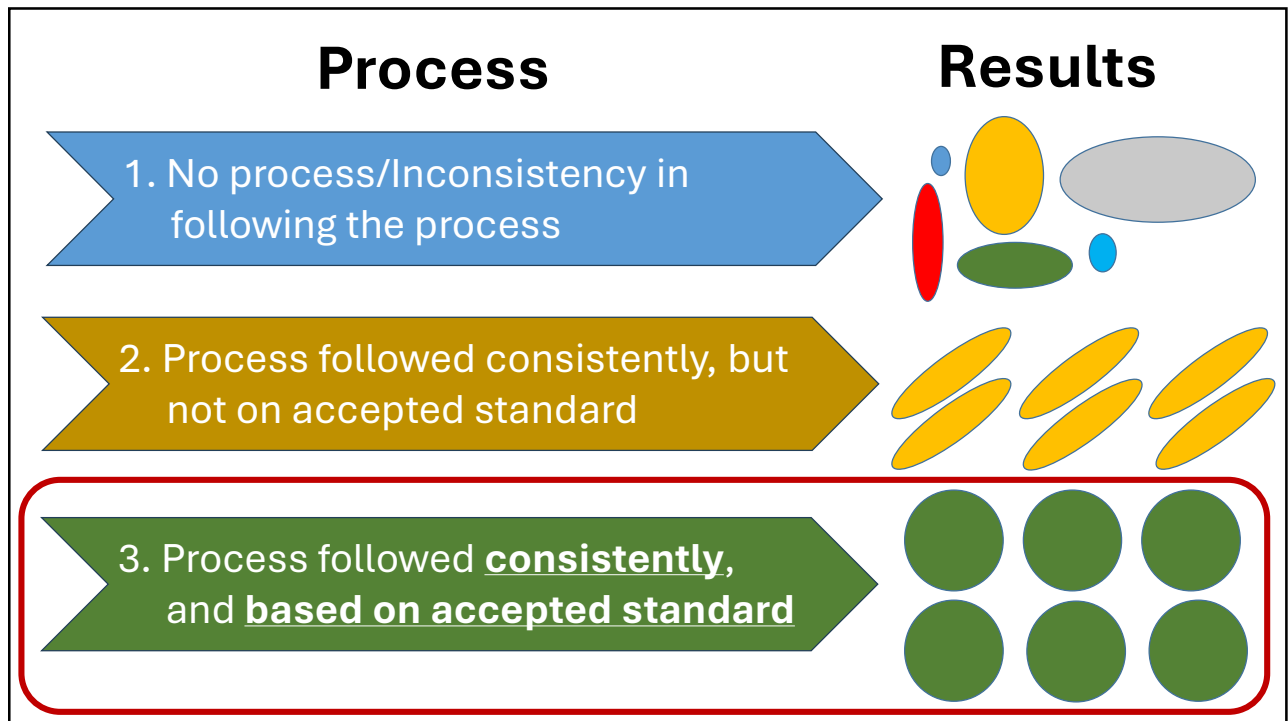 Process
Results
1. No process/Inconsistency in
following the process
2. Process followed consistently, but
not on accepted standard
3. Process followed consistently,
and based on accepted standard